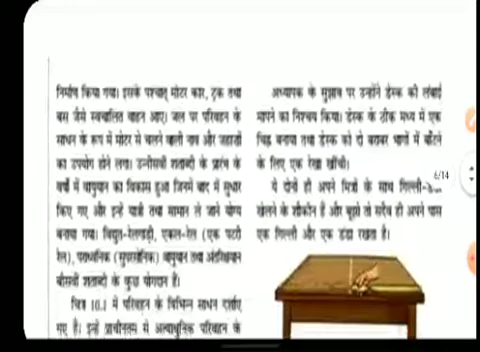 निर्माण किया गया। इसके पश्चात् मोटर कार, ट्रक तथा
बस जैसे स्वचालित वाहन आए। जल पर परिवहन के
साधन के रूप में मोटर से चलने वाली नाव और जहाज़ों
का उपयोग होने लगा। उन्नीसवीं शताब्दी के प्रारंभ के
वर्षों में वायुयान का विकास हुआ जिनमें बाद में सुधार
किए गए और इन्हें यात्री तथा सामान ले जाने योग्य
बनाया गया। विद्युत-रेलगाड़ी, एकल-रेल (एक पटरी
रेल), पराध्वनिक (सुपरसोनिक) वायुयान तथा अंतरिक्षयान
बीसवीं शताब्दी के कुछ योगदान हैं।
चित्र 10.1 में परिवहन के विभिन्न साधन दर्शाए
गए हैं। इन्हें प्राचीनतम से अत्याधुनिक परिवहन के
अध्यापक के सुझाव पर उन्होंने डेस्क की लंबाई
मापने का निश्चय किया। डेस्क के ठीक मध्य में एक
चिह्न बनाया तथा डेस्क को दो बराबर भागों में बाँटने
के लिए एक रेखा खींची।
ये दोनों ही अपने मित्रों के साथ गिल्ली-
खेलने के शौकीन हैं और बूझो तो सदैव ही अपने पास
एक गिल्ली और एक डंडा रखता है।
6/14